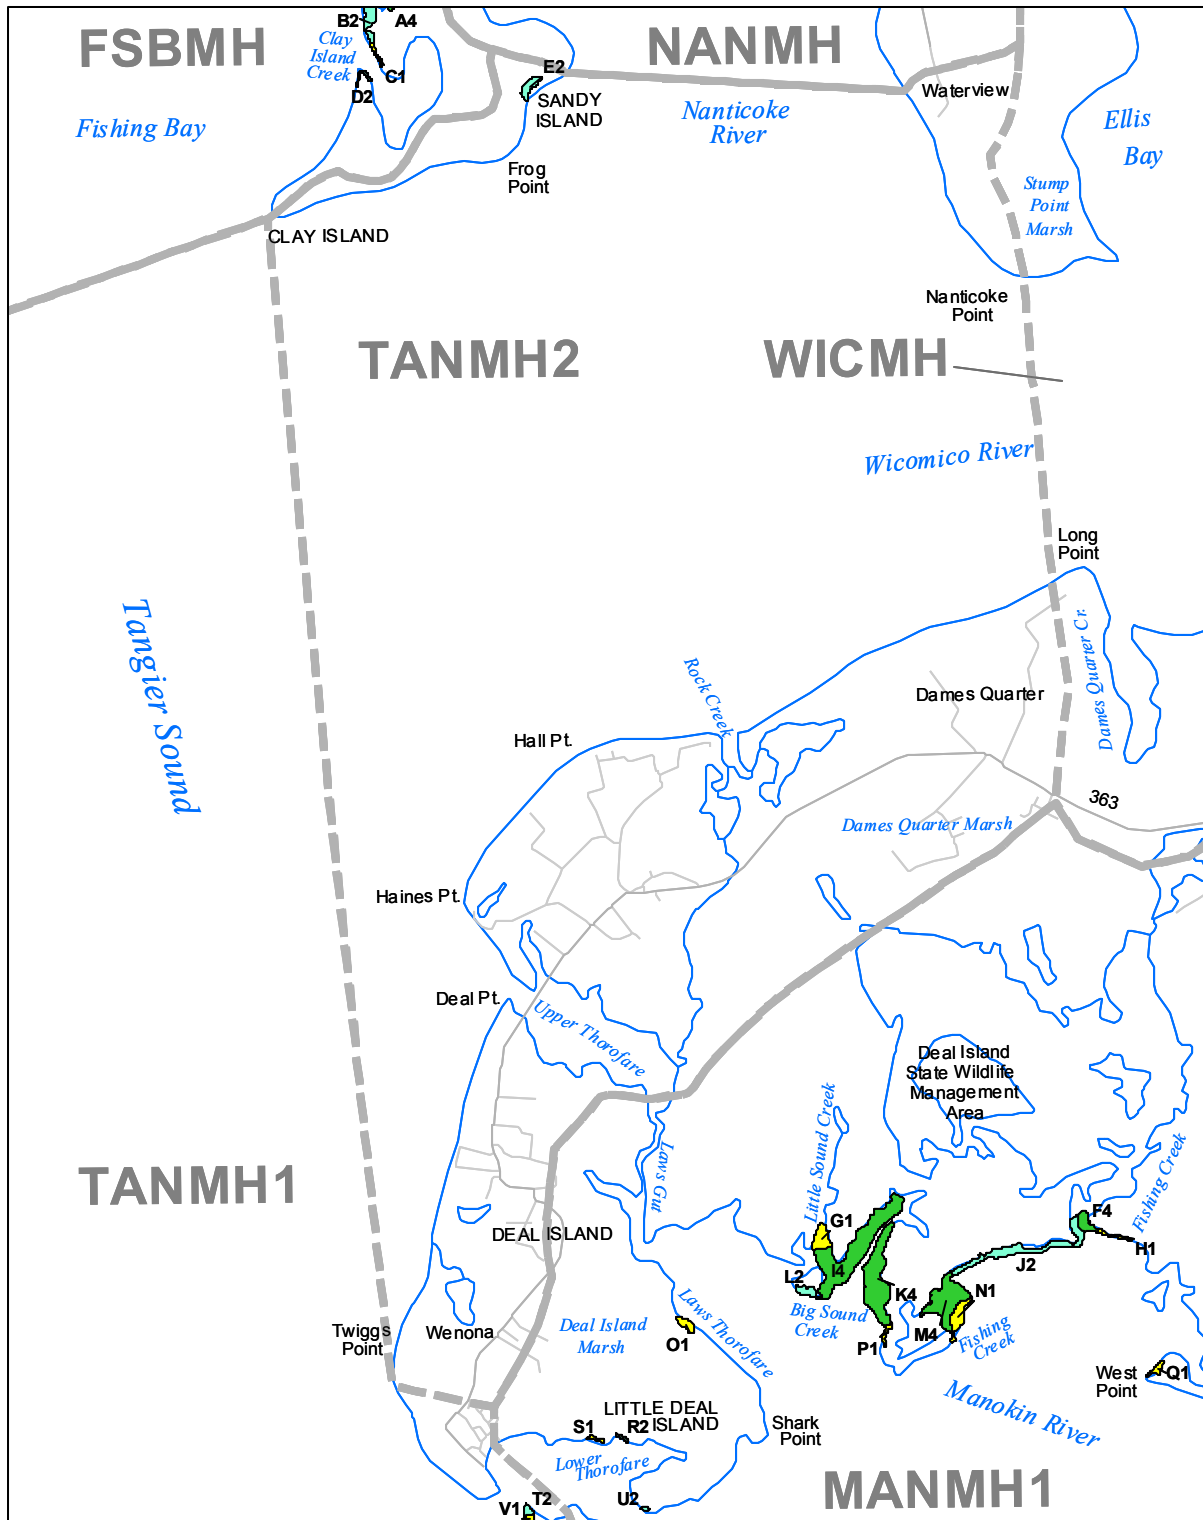 B2
A4
FSBMH
Clay
Island
Creek
C1
D2
E2
NANMH
SANDY
ISLAND
Waterview
Fishing Bay
Nanticoke
River
Ellis
Bay
Frog
Point
Stump
Point
Marsh
CLAY ISLAND
Nanticoke
Point
TANMH2
WICMH
Wicomico River
Long
Point
Tangier Sound
Rock Creek
Dames Quarter
Dames Quarter Cr.
Hall Pt.
363
Dames Quarter Marsh
Haines Pt.
Deal Pt.
Upper Thorofare
Deal Island
State Wildlife
Management
Area
Little Sound Creek
Laws Gut
Fishing Creek
TANMH1
DEAL ISLAND
G1
F4
H1
I4
J2
L2
K4
N1
Big Sound
Creek
M4
P1
Fishing
Creek
Laws Thorofare
Twiggs
Point
Wenona
Deal Island
Marsh
O1
West
Point
Q1
Manokin River
LITTLE DEAL
ISLAND
S1
R2
Shark
Point
Lower
Thorofare
MANMH1
V1
T2
U2